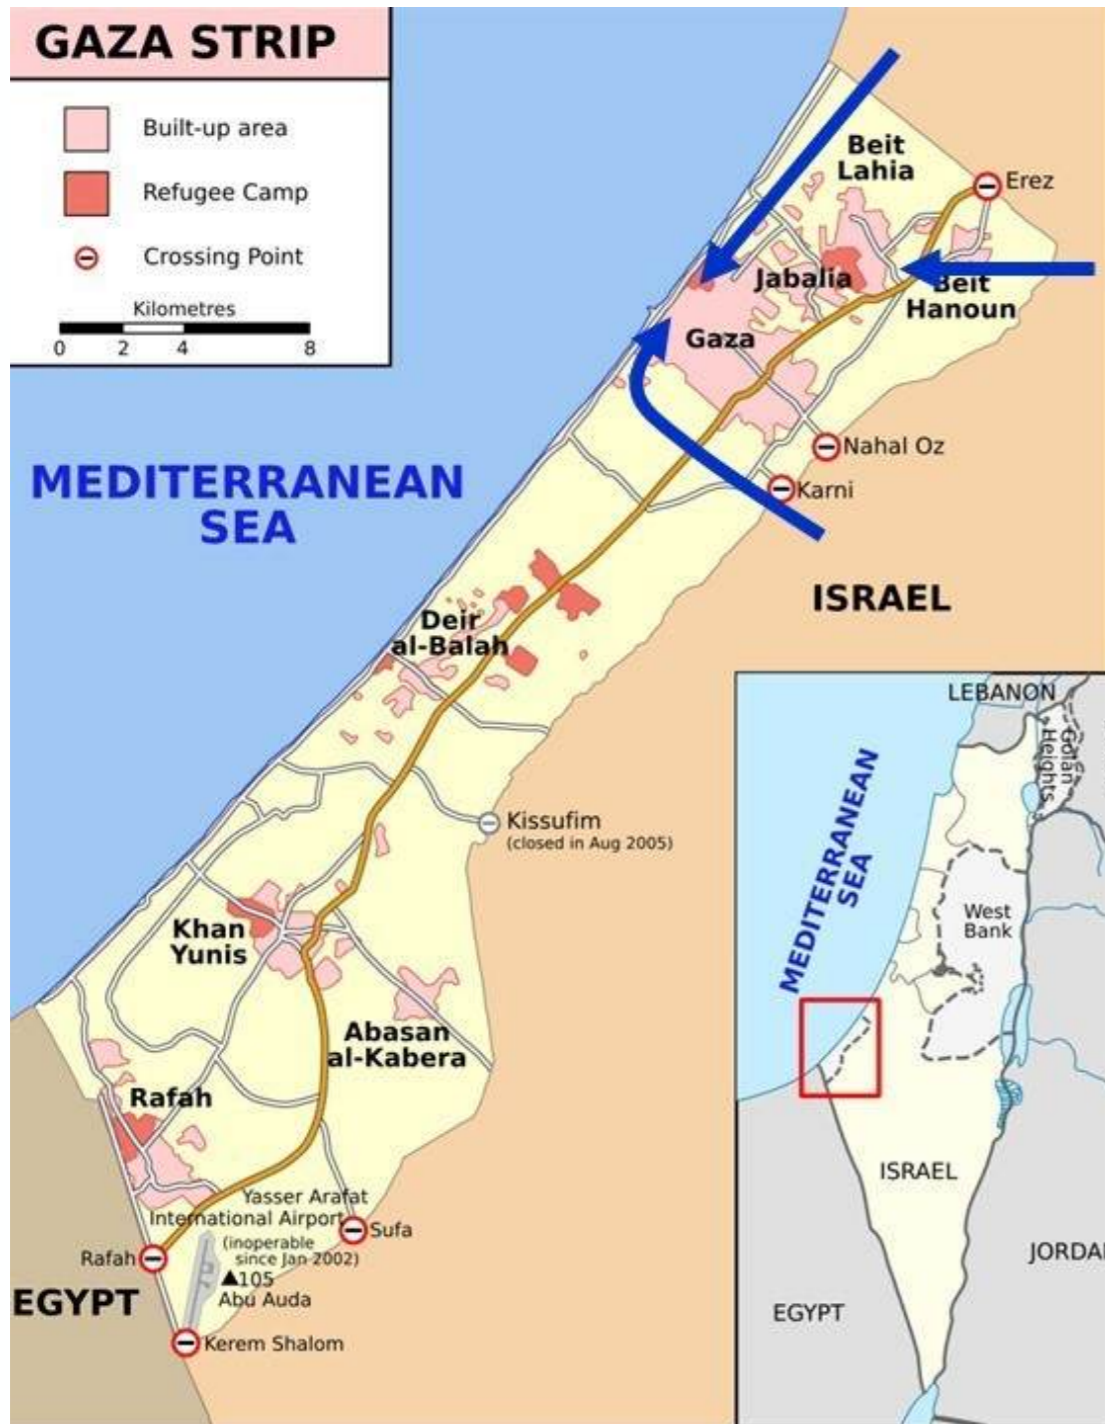 GAZA STRIP
Built-up area
Refugee Camp
Crossing Point
Kilometres
0 2 4 8
Beit
Lahia
Erez
Jabalia
Beit
Hanoun
Gaza
Nahal Oz
Karni
MEDITERRANEAN
SEA
ISRAEL
Deir
al-Balah
Kissufim
(closed in Aug 2005)
Khan
Yunis
Abasan
al-Kabera
Rafah
Yasser Arafat
International Airport
(inoperable
since Jan 2002)
Sufa
Rafah
105
Abu Auda
EGYPT
Kerem Shalom
LEBANON
Golan
Heights
MEDITERRANEAN
SEA
West
Bank
ISRAEL
JORDA
EGYPT